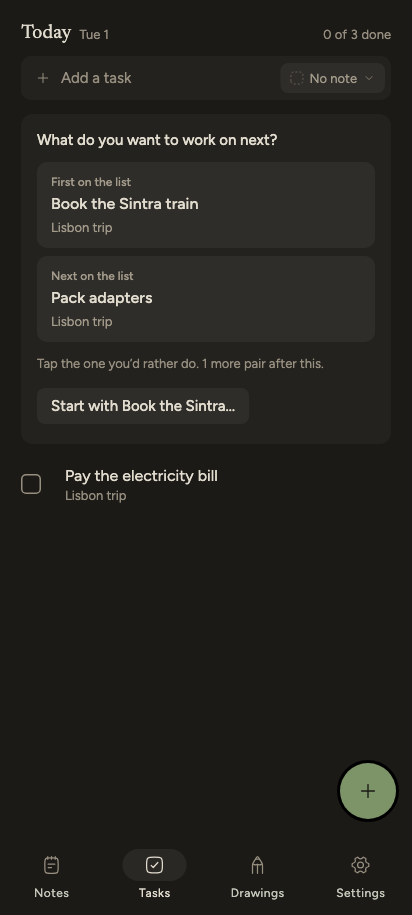 Today Tue 1
0 of 3 done
Add a task
No note
What do you want to work on next?
First on the list
Book the Sintra train
Lisbon trip
Next on the list
Pack adapters
Lisbon trip
Tap the one you’d rather do. 1 more pair after this.
Start with Book the Sintra…
Pay the electricity bill
Lisbon trip
Notes
Tasks
Drawings
Settings